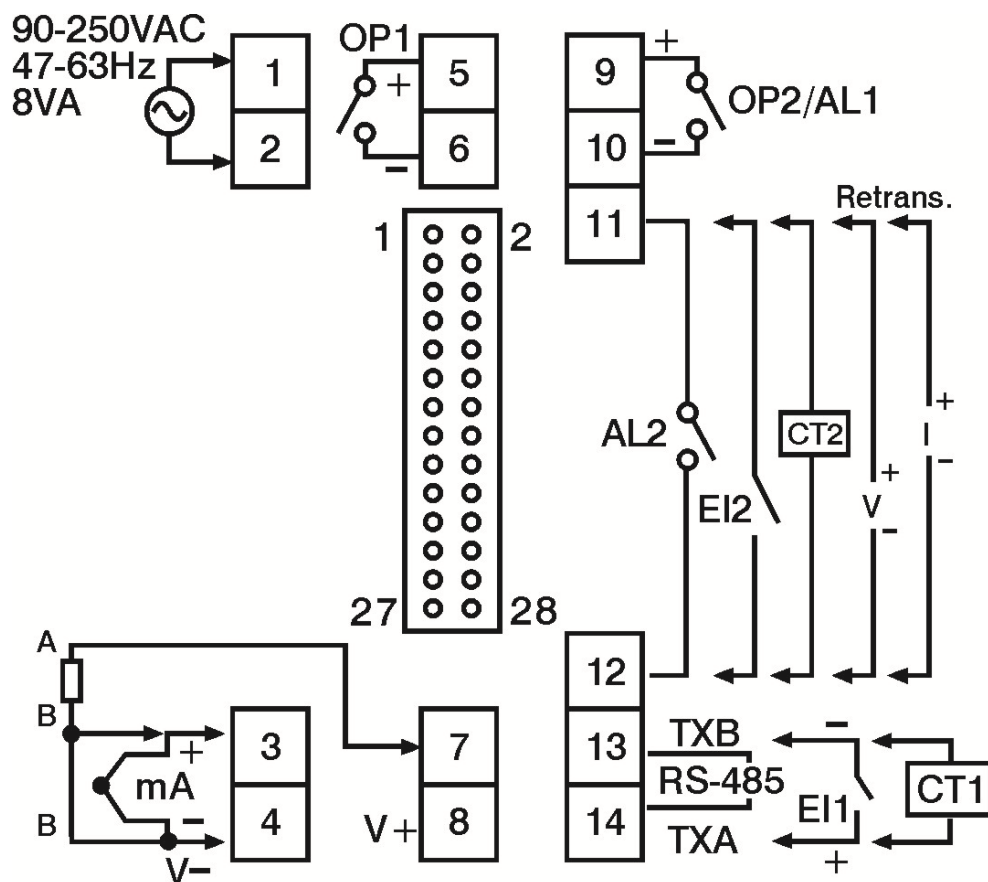 90-250VAC
47-63Hz
8VA
1
2
OP1
+
-
5
6
9
10
11
+
-
OP2/AL1
Retrans.
1
2
27
28
AL2
EI2
CT2
+
V
-
+
I
-
A
B
B
+
mA
-
V-
3
4
7
8
V+
12
13
14
TXB
RS-485
TXA
-
EI1
+
CT1